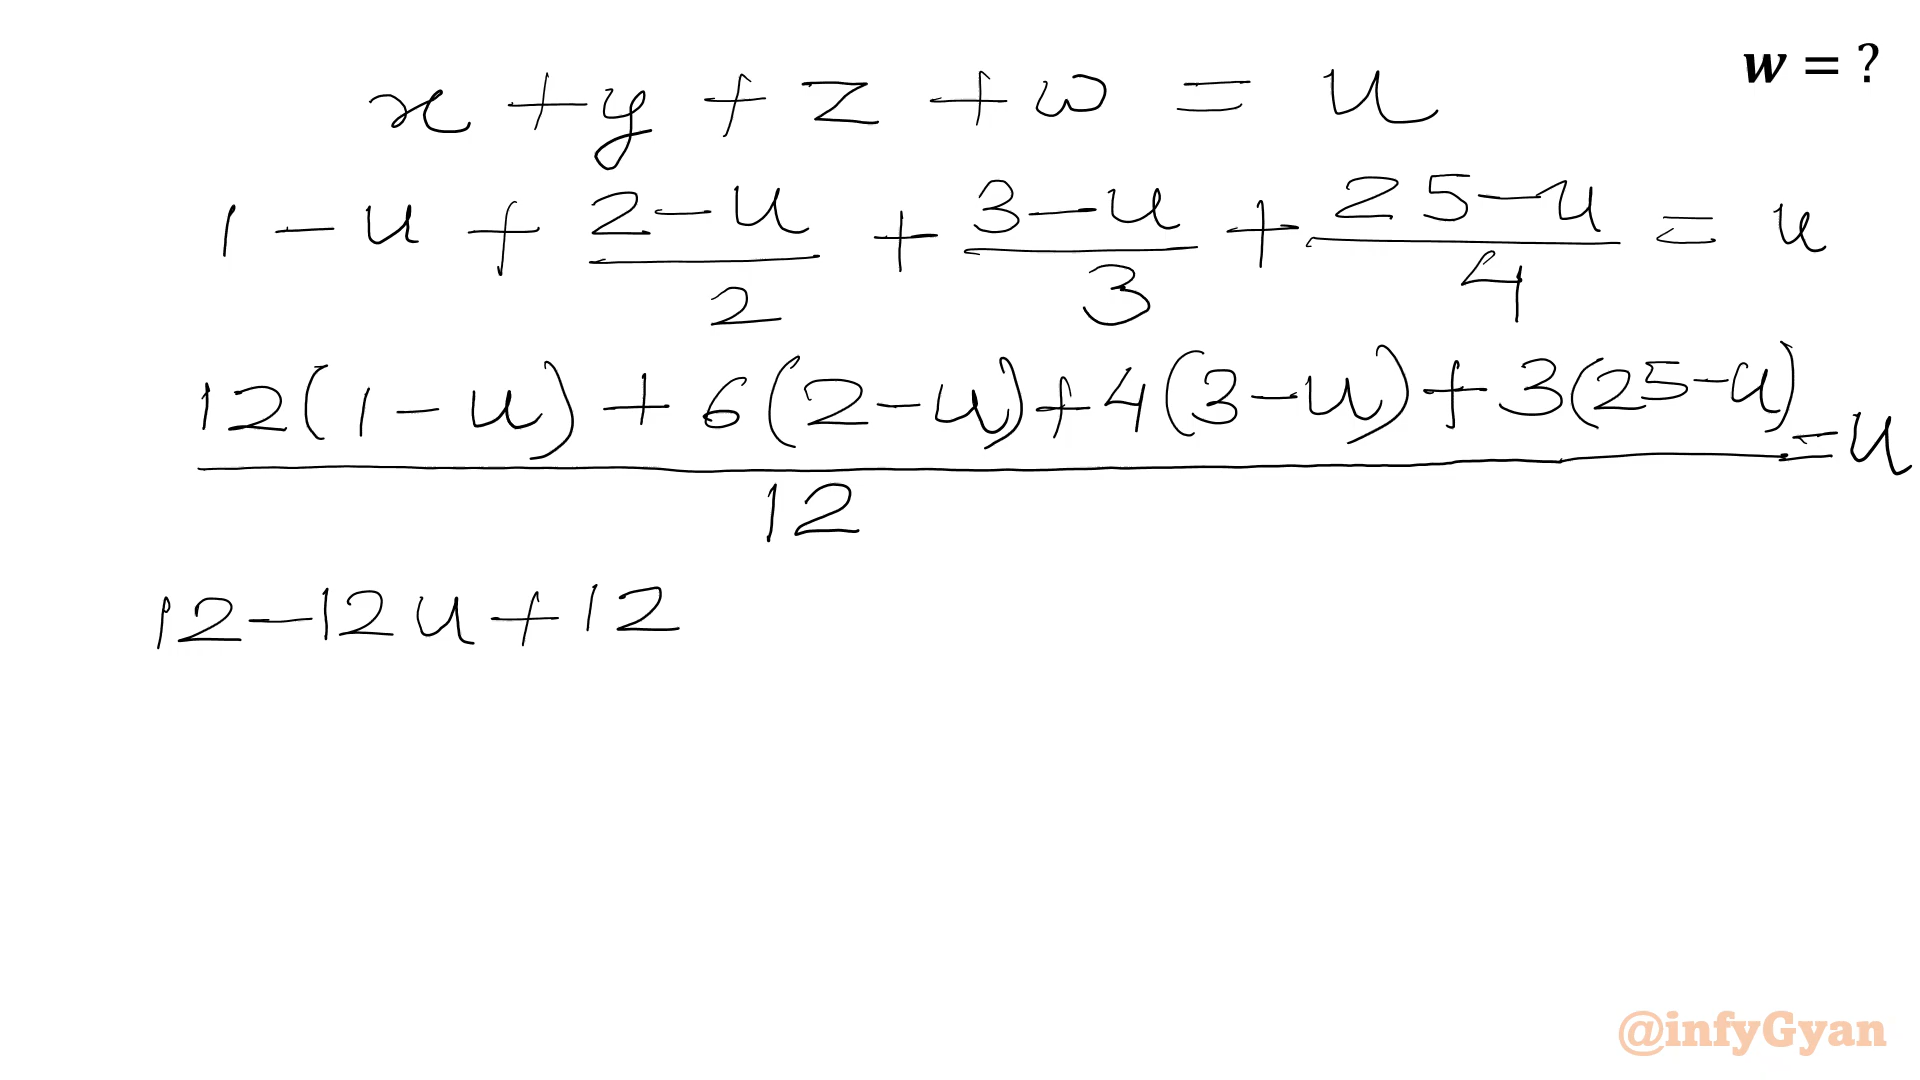 w = ?
x + y + z + w = u
1 - u + (2 - u)/2 + (3 - u)/3 + (25 - u)/4 = u
(12(1 - u) + 6(2 - u) + 4(3 - u) + 3(25 - u))/12 = u
12 - 12u + 12
@infyGyan